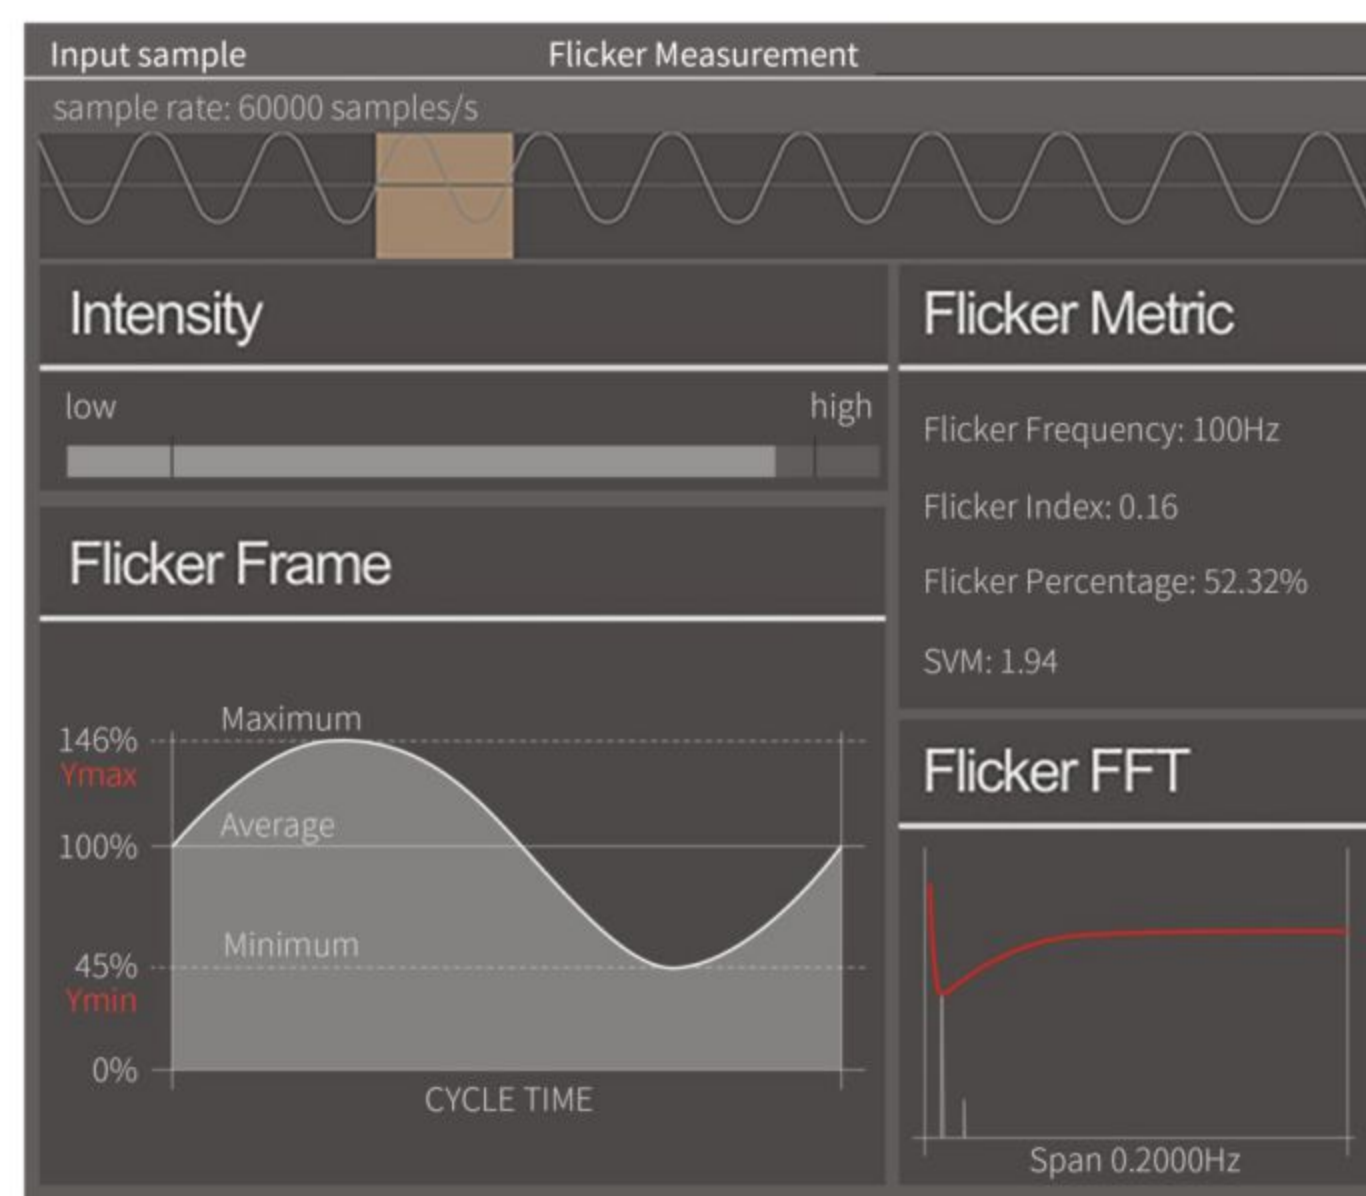 Input sample
Flicker Measurement
sample rate: 60000 samples/s
Intensity
low
high
Flicker Frame
Maximum
146%
Ymax
Average
100%
Minimum
45%
Ymin
0%
CYCLE TIME
Flicker Metric
Flicker Frequency: 100Hz
Flicker Index: 0.16
Flicker Percentage: 52.32%
SVM: 1.94
Flicker FFT
Span 0.2000Hz